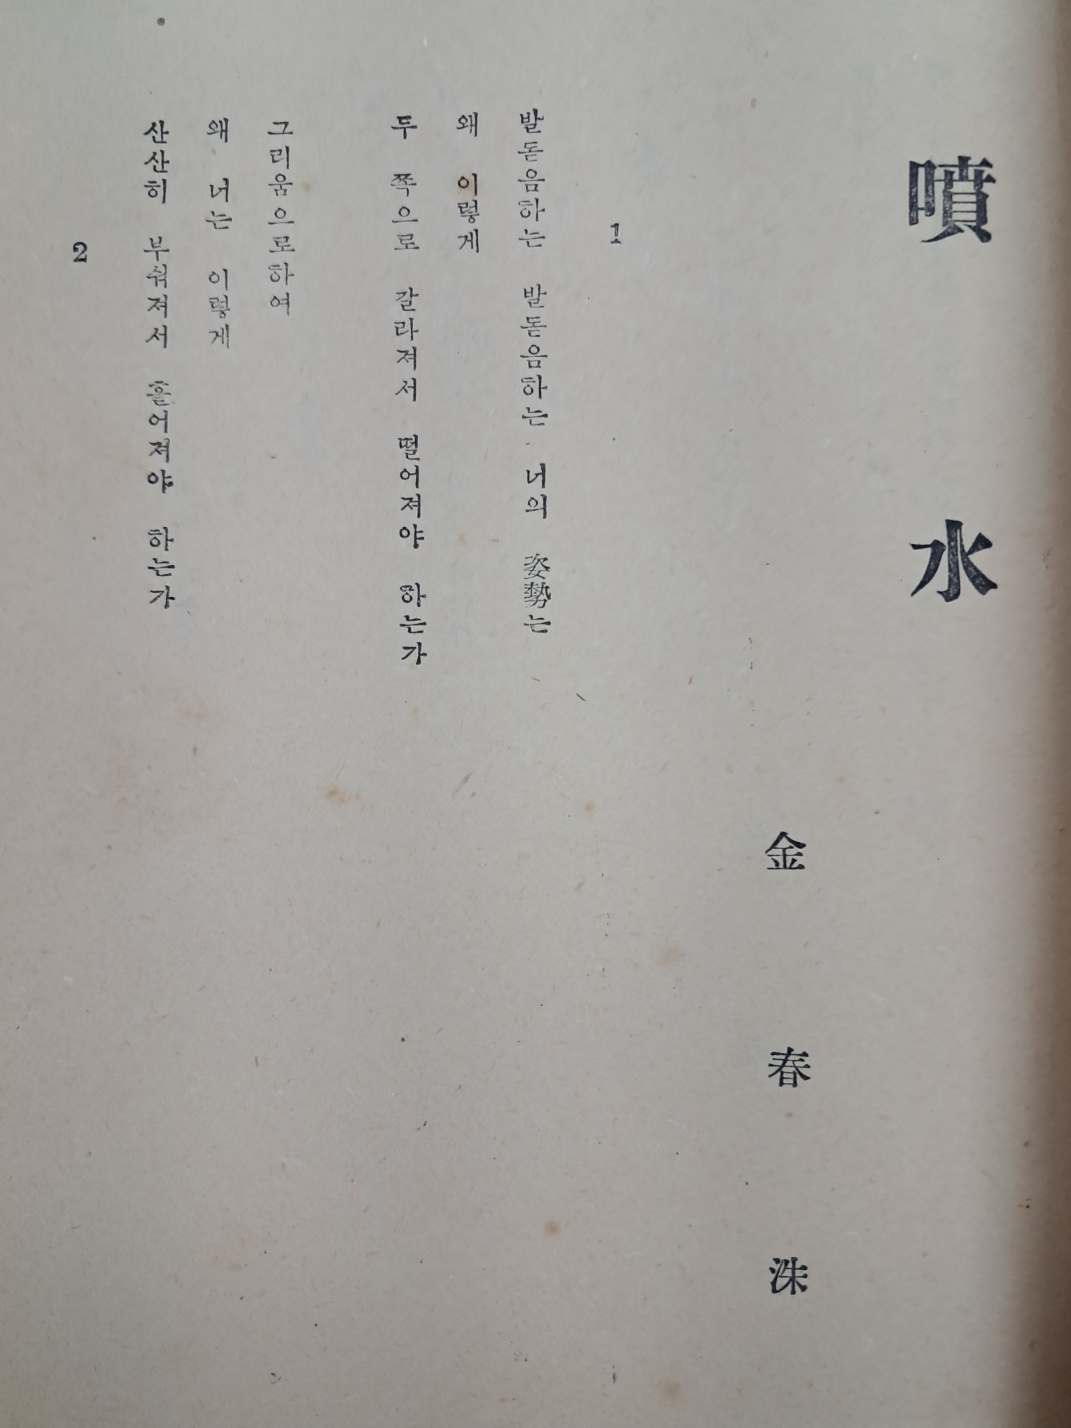 噴水
金春洙
1
발돋음하는 발돋음하는 너의 姿勢는
왜 이렇게
두 쪽으로 갈라져서 떨어져야 하는가
그리움으로하여
왜 너는 이렇게
산산히 부숴져서 흩어져야 하는가
2